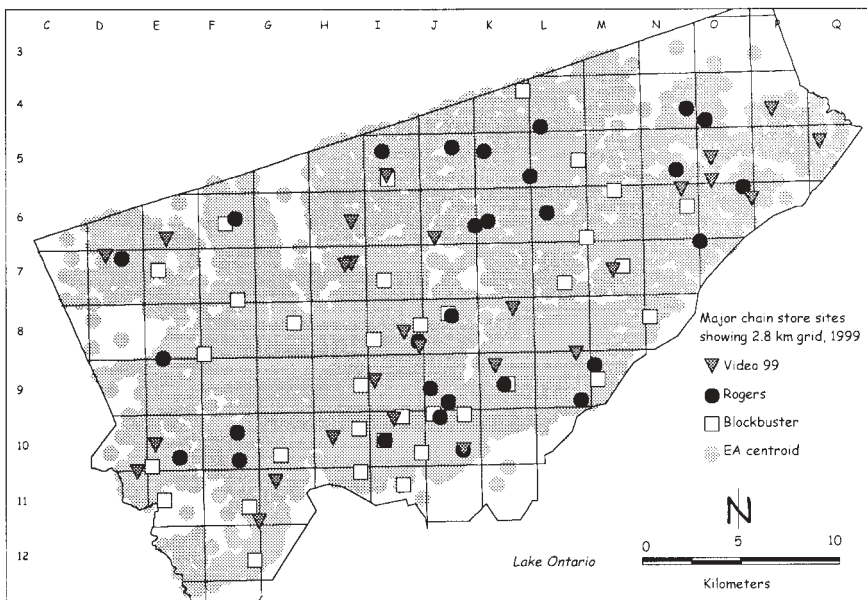 C D E F G H I J K L M N O P Q
3
4
5
6
7
8
9
10
11
12
Major chain store sites
showing 2.8 km grid, 1999
Video 99
Rogers
Blockbuster
EA centroid
N
Lake Ontario
0 5 10
Kilometers